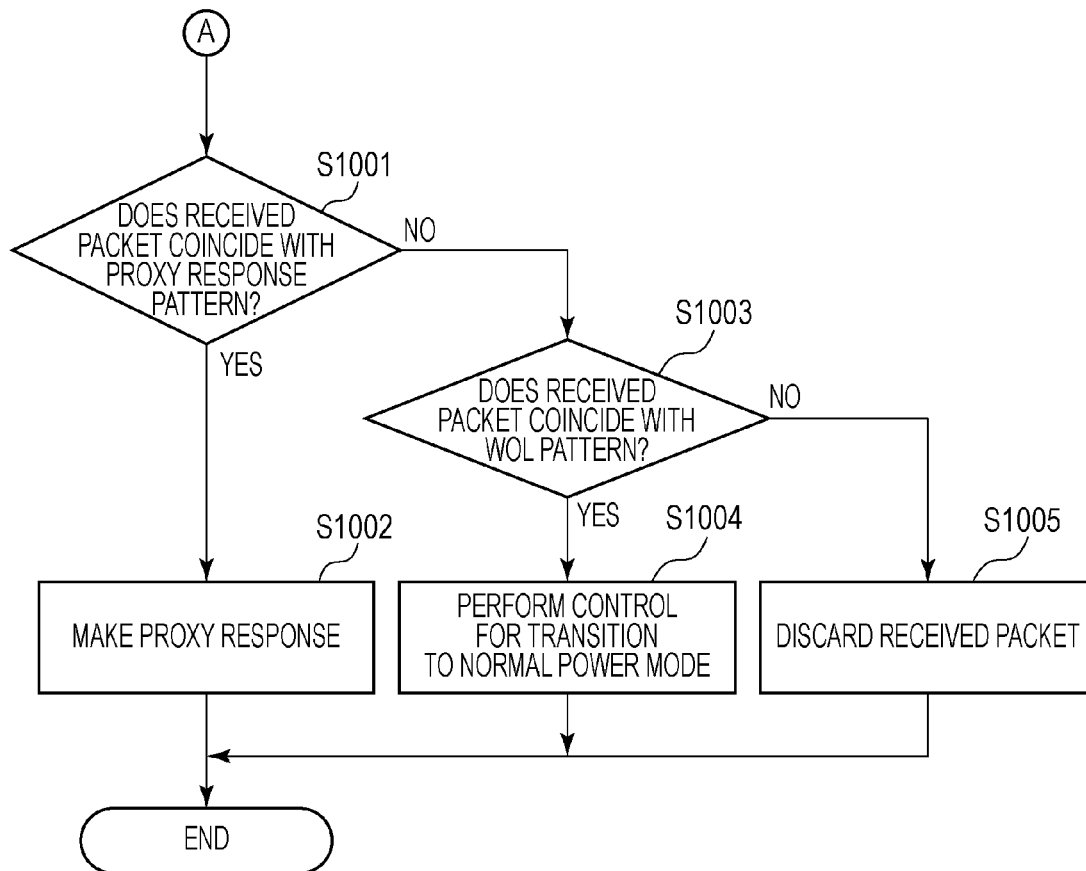 A
S1001
DOES RECEIVED
PACKET COINCIDE WITH
PROXY RESPONSE
PATTERN?
NO
YES
S1003
DOES RECEIVED
PACKET COINCIDE WITH
WOL PATTERN?
NO
YES
S1002
MAKE PROXY RESPONSE
S1004
PERFORM CONTROL
FOR TRANSITION
TO NORMAL POWER MODE
S1005
DISCARD RECEIVED PACKET
END